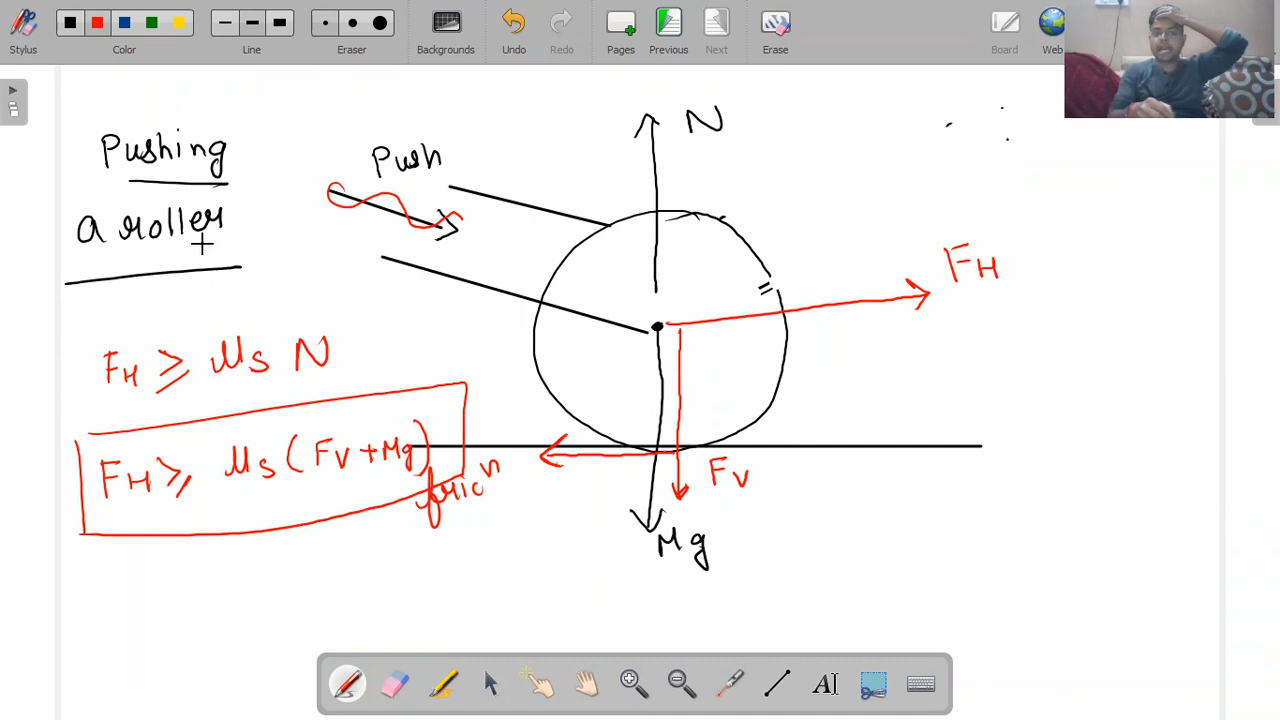 Stylus
Color
Line
Eraser
Backgrounds
Undo
Redo
Pages
Previous
Next
Erase
Board
Web
Pushing
a roller
Push
N
FH
FH ≥ μs N
FH ≥ μs (Fv + Mg)
fricⁿ
Fv
Mg
A